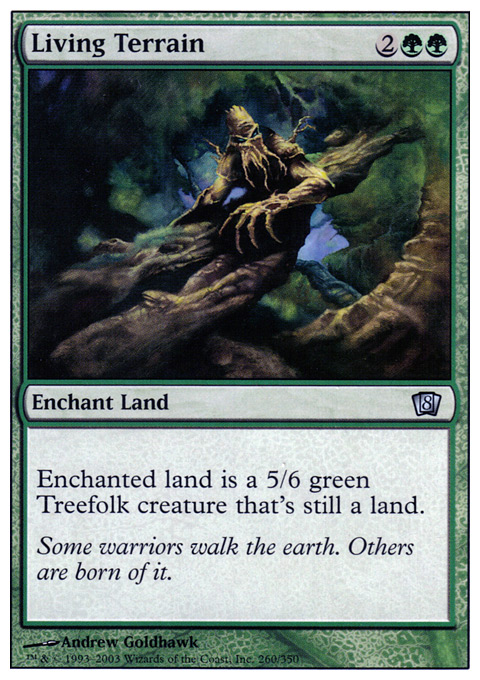 Living Terrain 2
Enchant Land 8
Enchanted land is a 5/6 green
Treefolk creature that's still a land.
Some warriors walk the earth. Others
are born of it.
Andrew Goldhawk
™ & © 1993–2003 Wizards of the Coast, Inc. 260/350